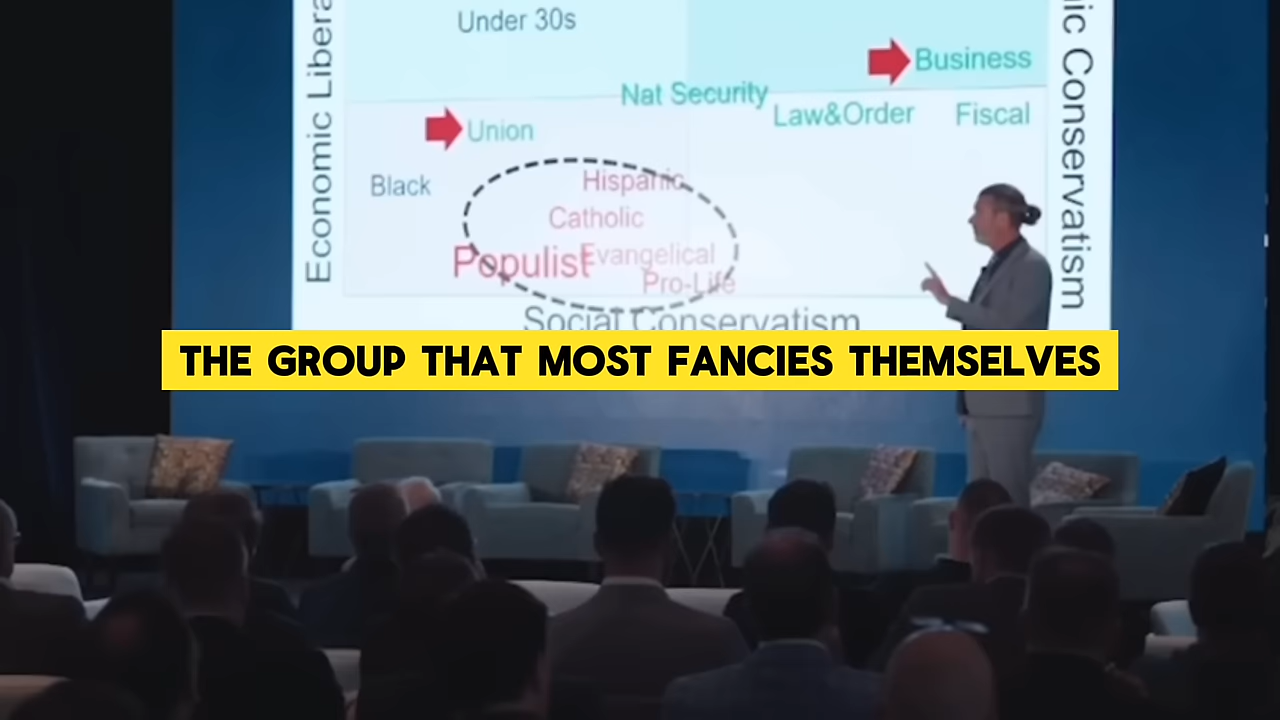 Economic Libera
Under 30s
ic Conservatism
Business
Nat Security
Law&Order
Fiscal
Union
Black
Hispanic
Catholic
Populist
Evangelical
Pro-Life
Social Conservatism
THE GROUP THAT MOST FANCIES THEMSELVES